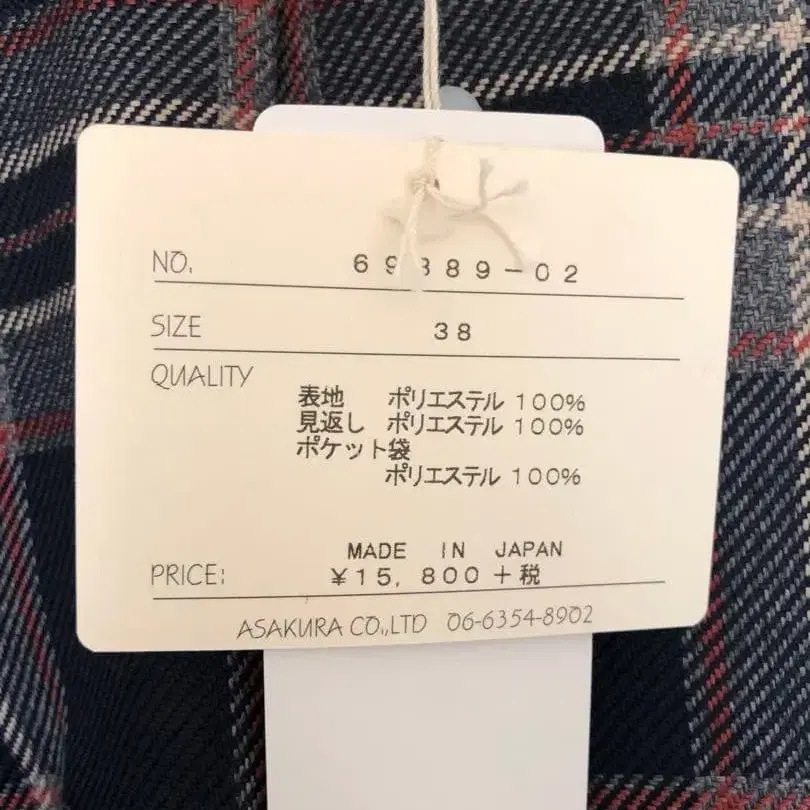 NO. 69889-02
SIZE 38
QUALITY
表地 ポリエステル 100%
見返し ポリエステル 100%
ポケット袋
ポリエステル 100%
MADE IN JAPAN
PRICE: ¥15,800+税
ASAKURA CO.,LTD 06-6354-8902